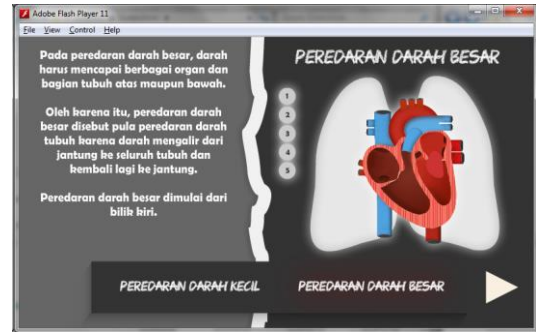 Adobe Flash Player 11
File View Control Help
Pada peredaran darah besar, darah
harus mencapai berbagai organ dan
bagian tubuh atas maupun bawah.
Oleh karena itu, peredaran darah
besar disebut pula peredaran darah
tubuh karena darah mengalir dari
jantung ke seluruh tubuh dan
kembali lagi ke jantung.
Peredaran darah besar dimulai dari
bilik kiri.
PEREDARAN DARAH BESAR
1
2
3
4
5
PEREDARAN DARAH KECIL
PEREDARAN DARAH BESAR